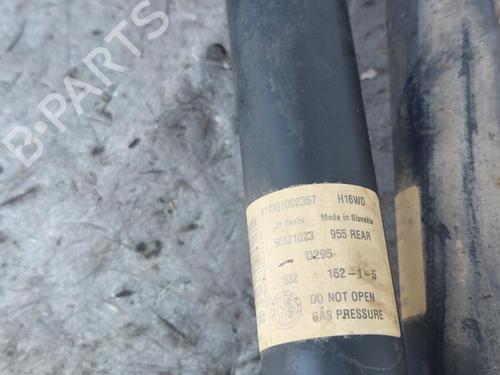 B-PARTS
814901002357 H16WD
ZF Sachs Made in Slovakia
50521023 955 REAR
D295
532 162-1-5
DO NOT OPEN
GAS PRESSURE